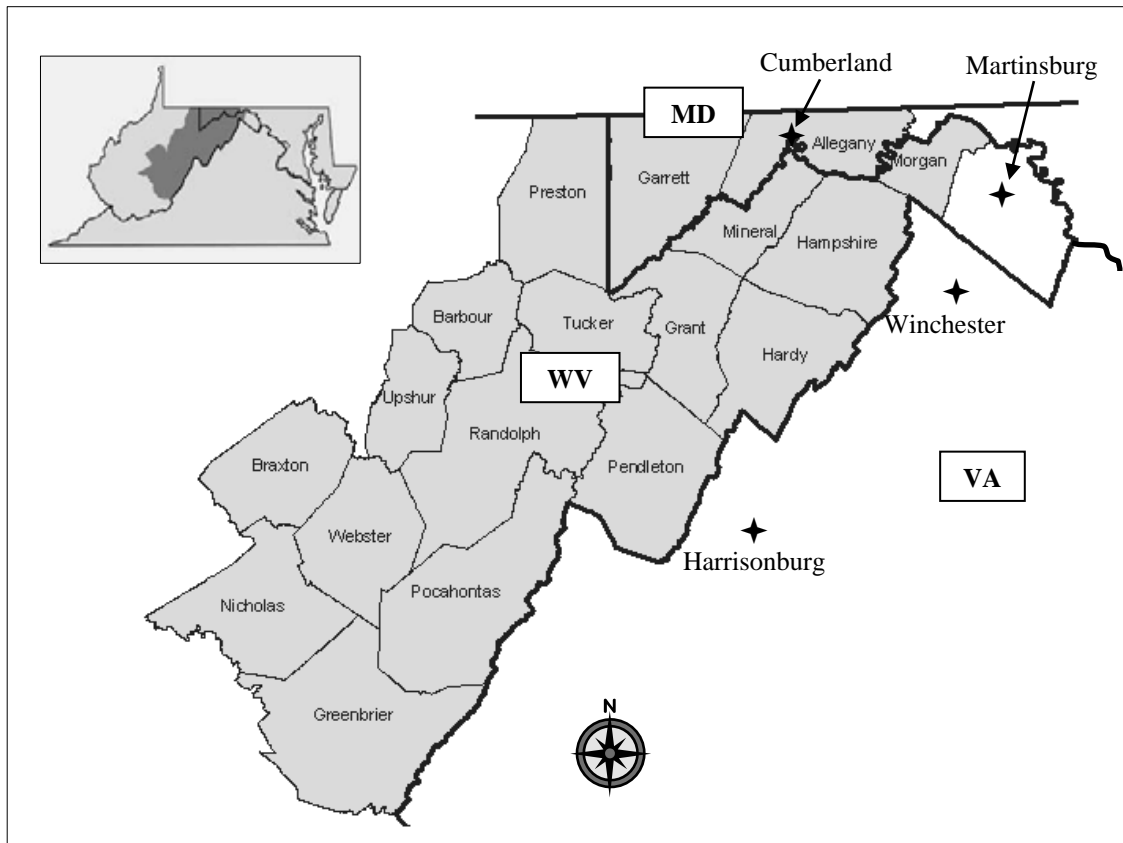 Cumberland
Martinsburg
MD
Allegany
Morgan
Garrett
Preston
Mineral
Hampshire
Barbour
Tucker
Grant
Winchester
Hardy
WV
Upshur
Randolph
Braxton
Pendleton
VA
Webster
Harrisonburg
Pocahontas
Nicholas
N
Greenbrier